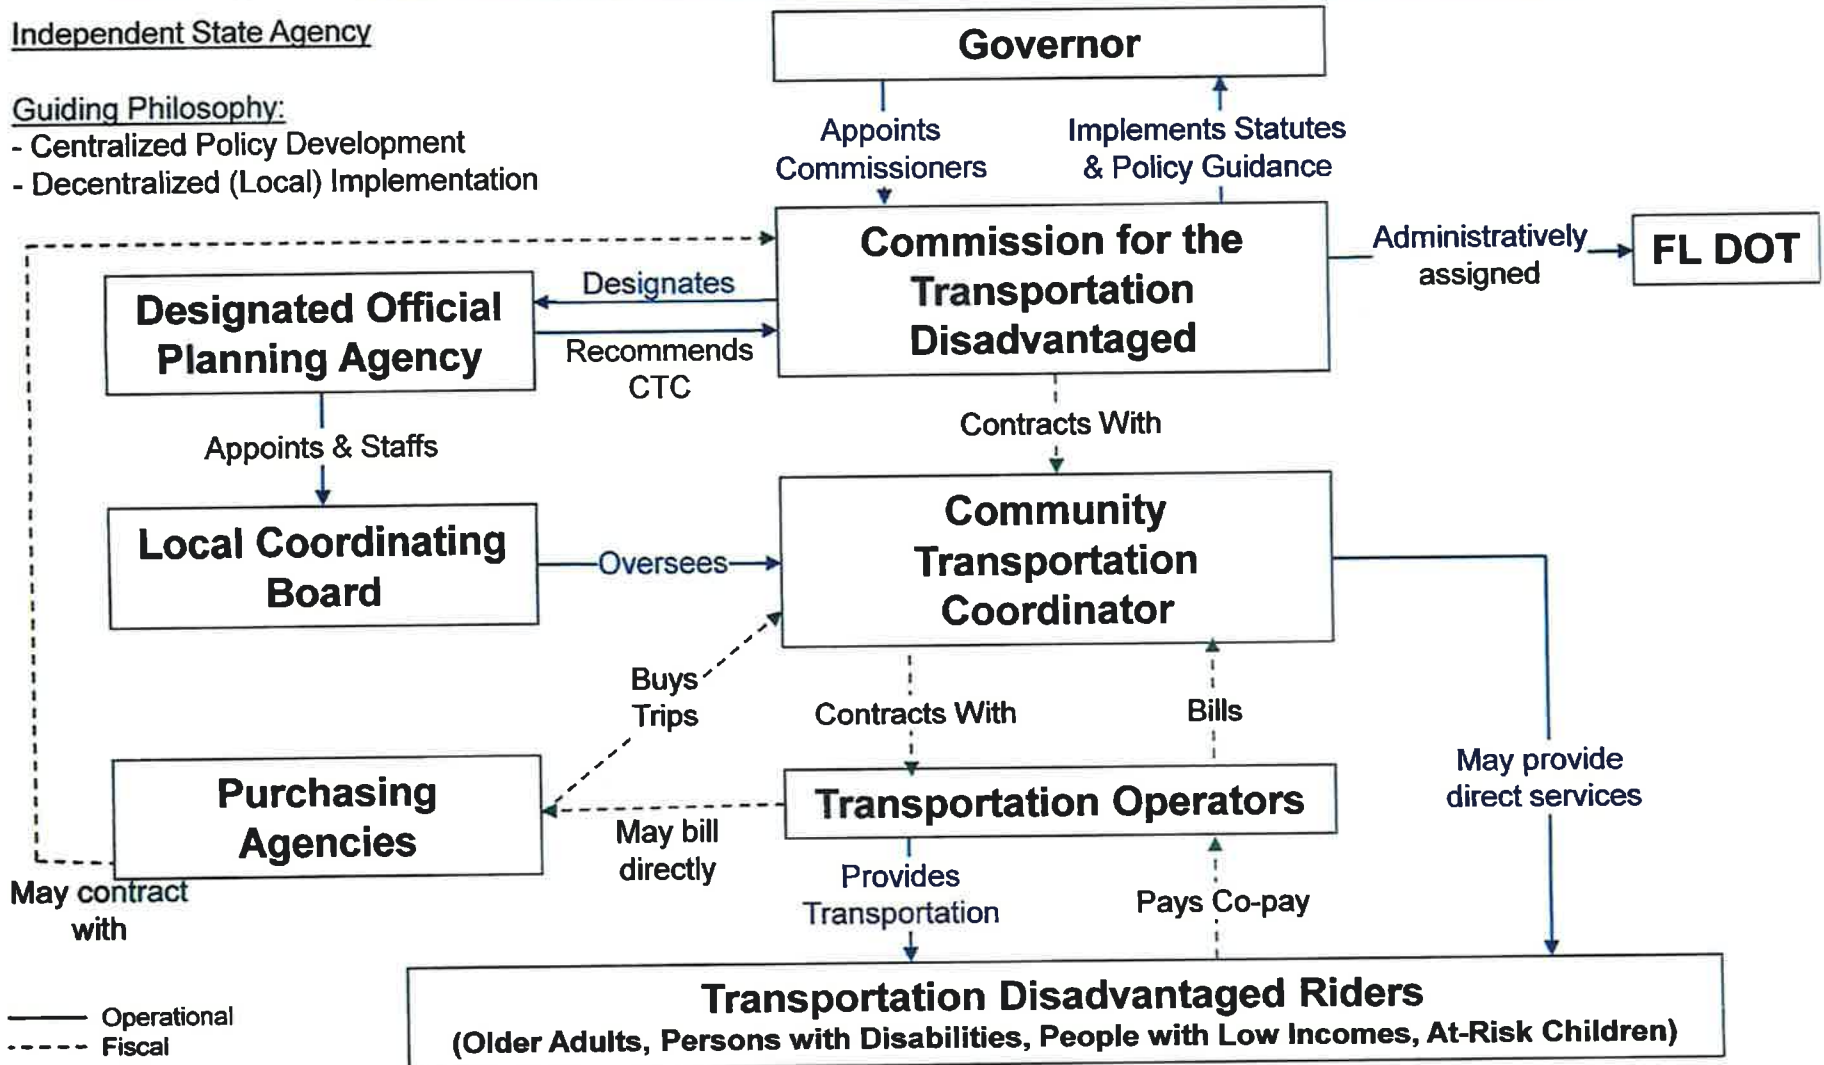 Independent State Agency
Governor
Guiding Philosophy:
- Centralized Policy Development
- Decentralized (Local) Implementation
Appoints
Commissioners
Implements Statutes
& Policy Guidance
Commission for the
Transportation
Disadvantaged
Administratively
assigned
FL DOT
Designated Official
Planning Agency
Designates
Recommends
CTC
Contracts With
Appoints & Staffs
Local Coordinating
Board
Oversees
Community
Transportation
Coordinator
Buys
Trips
Contracts With
Bills
May provide
direct services
Purchasing
Agencies
May bill
directly
Transportation Operators
May contract
with
Provides
Transportation
Pays Co-pay
Transportation Disadvantaged Riders
(Older Adults, Persons with Disabilities, People with Low Incomes, At-Risk Children)
Operational
Fiscal